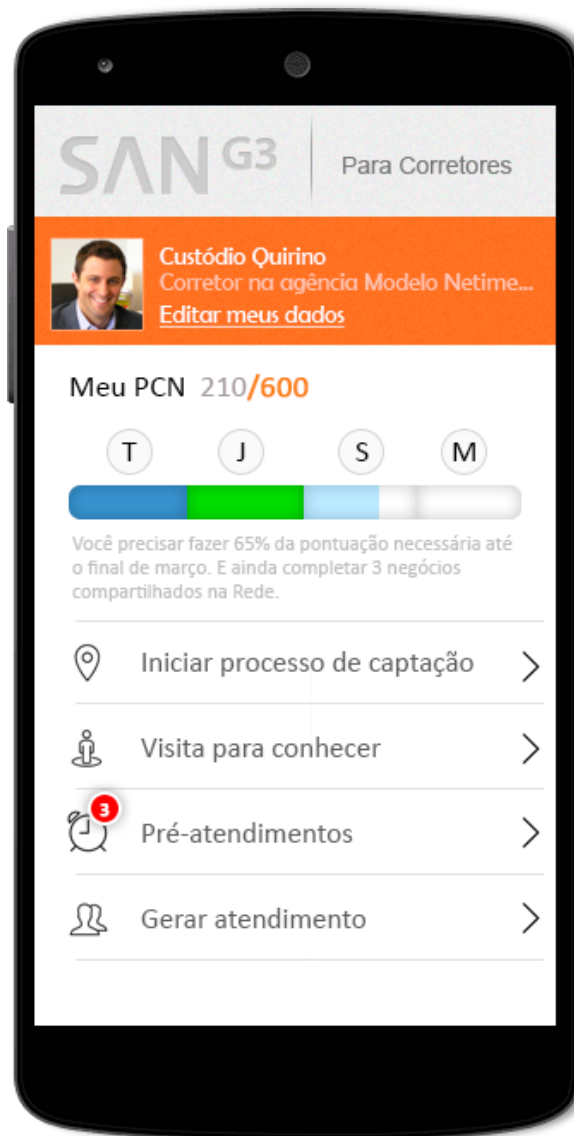 SAN G3
Para Corretores
Custódio Quirino
Corretor na agência Modelo Netime...
Editar meus dados
Meu PCN 210/600
T J S M
Você precisar fazer 65% da pontuação necessária até
o final de março. E ainda completar 3 negócios
compartilhados na Rede.
Iniciar processo de captação
Visita para conhecer
3
Pré-atendimentos
Gerar atendimento